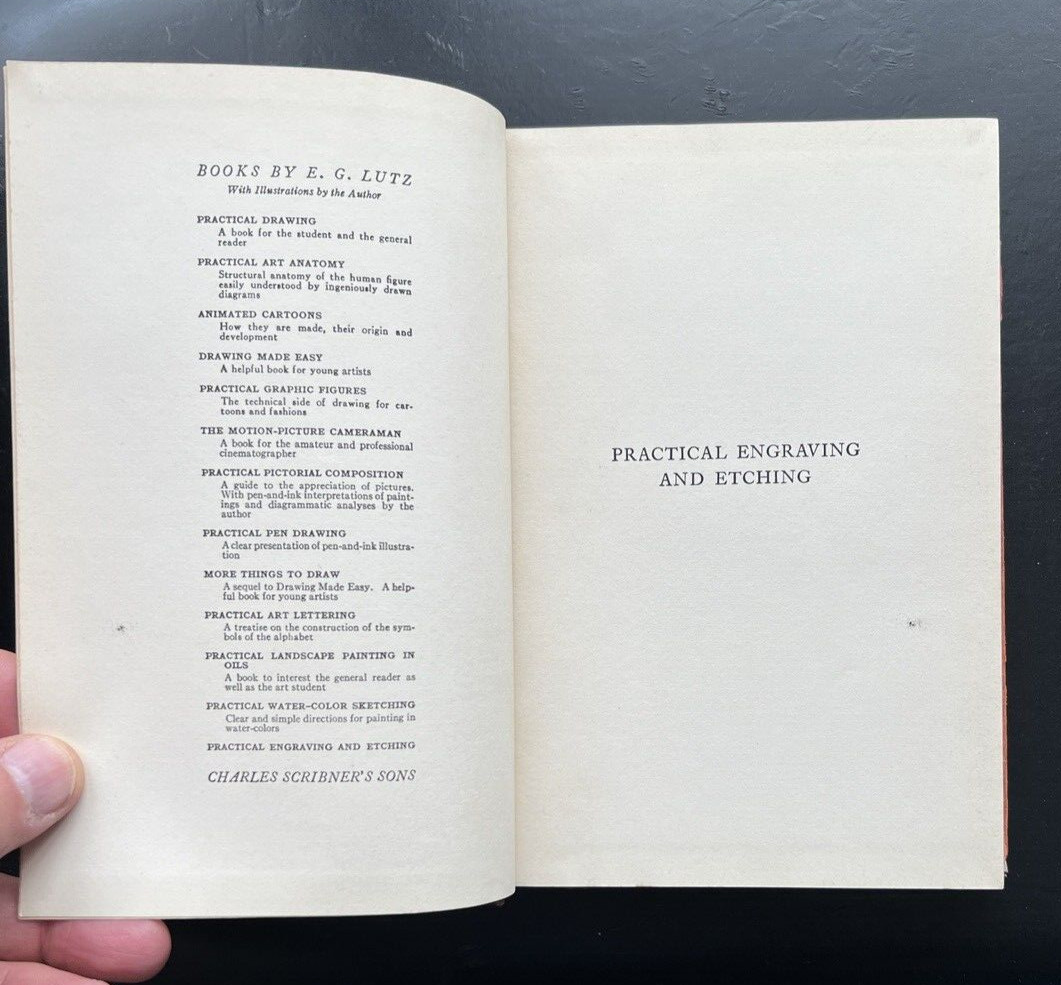 BOOKS BY E. G. LUTZ
With Illustrations by the Author
PRACTICAL DRAWING
A book for the student and the general
reader
PRACTICAL ART ANATOMY
Structural anatomy of the human figure
easily understood by ingeniously drawn
diagrams
ANIMATED CARTOONS
How they are made, their origin and
development
DRAWING MADE EASY
A helpful book for young artists
PRACTICAL GRAPHIC FIGURES
The technical side of drawing for car-
toons and fashions
THE MOTION-PICTURE CAMERAMAN
A book for the amateur and professional
cinematographer
PRACTICAL PICTORIAL COMPOSITION
A guide to the appreciation of pictures.
With pen-and-ink interpretations of paint-
ings and diagrammatic analyses by the
author
PRACTICAL PEN DRAWING
A clear presentation of pen-and-ink illustra-
tion
MORE THINGS TO DRAW
A sequel to Drawing Made Easy. A help-
ful book for young artists
PRACTICAL ART LETTERING
A treatise on the construction of the sym-
bols of the alphabet
PRACTICAL LANDSCAPE PAINTING IN
OILS
A book to interest the general reader as
well as the art student
PRACTICAL WATER-COLOR SKETCHING
Clear and simple directions for painting in
water-colors
PRACTICAL ENGRAVING AND ETCHING
CHARLES SCRIBNER'S SONS
PRACTICAL ENGRAVING
AND ETCHING